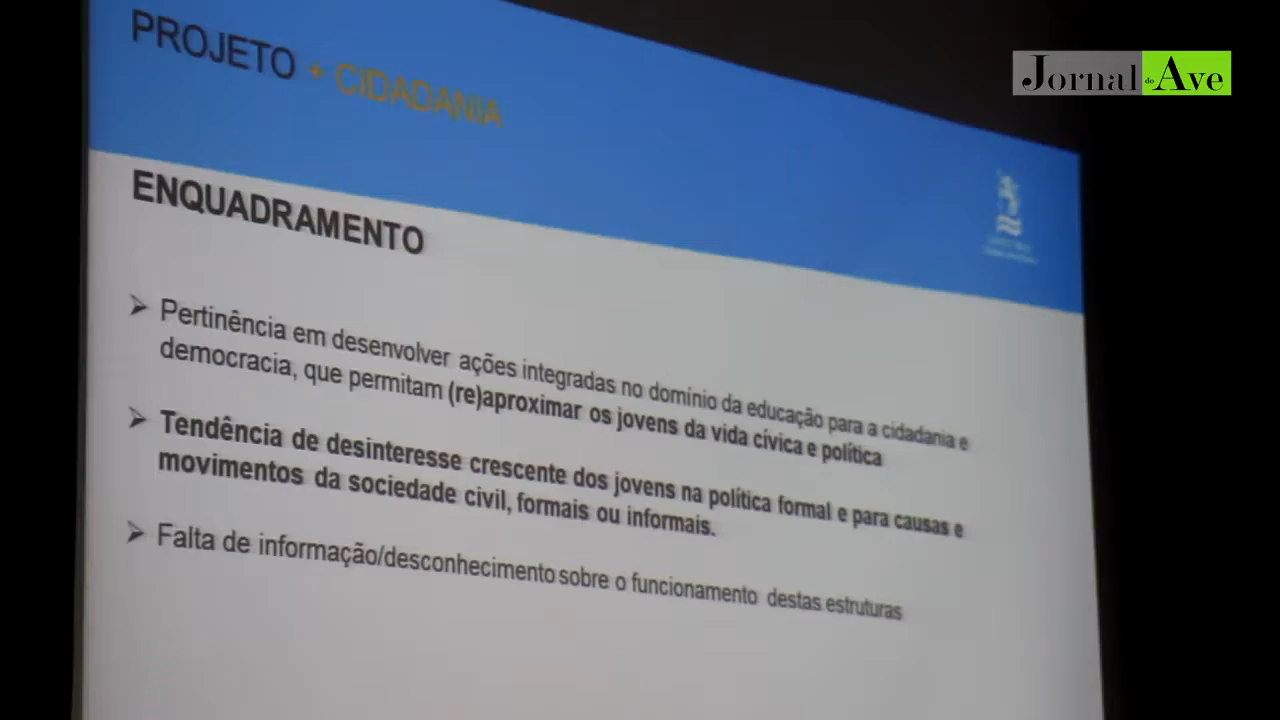 PROJETO + CIDADANIA
Jornal do Ave
ENQUADRAMENTO
➢ Pertinência em desenvolver ações integradas no domínio da educação para a cidadania e
democracia, que permitam (re)aproximar os jovens da vida cívica e política
➢ Tendência de desinteresse crescente dos jovens na política formal e para causas e
movimentos da sociedade civil, formais ou informais.
➢ Falta de informação/desconhecimento sobre o funcionamento destas estruturas